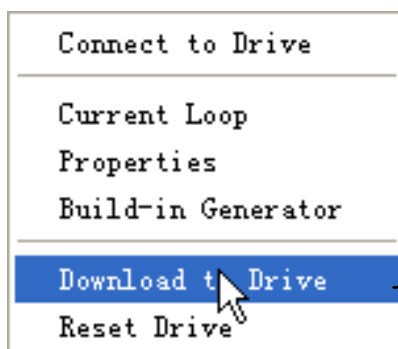 Connect to Drive
Current Loop
Properties
Build-in Generator
Download to Drive
Reset Drive